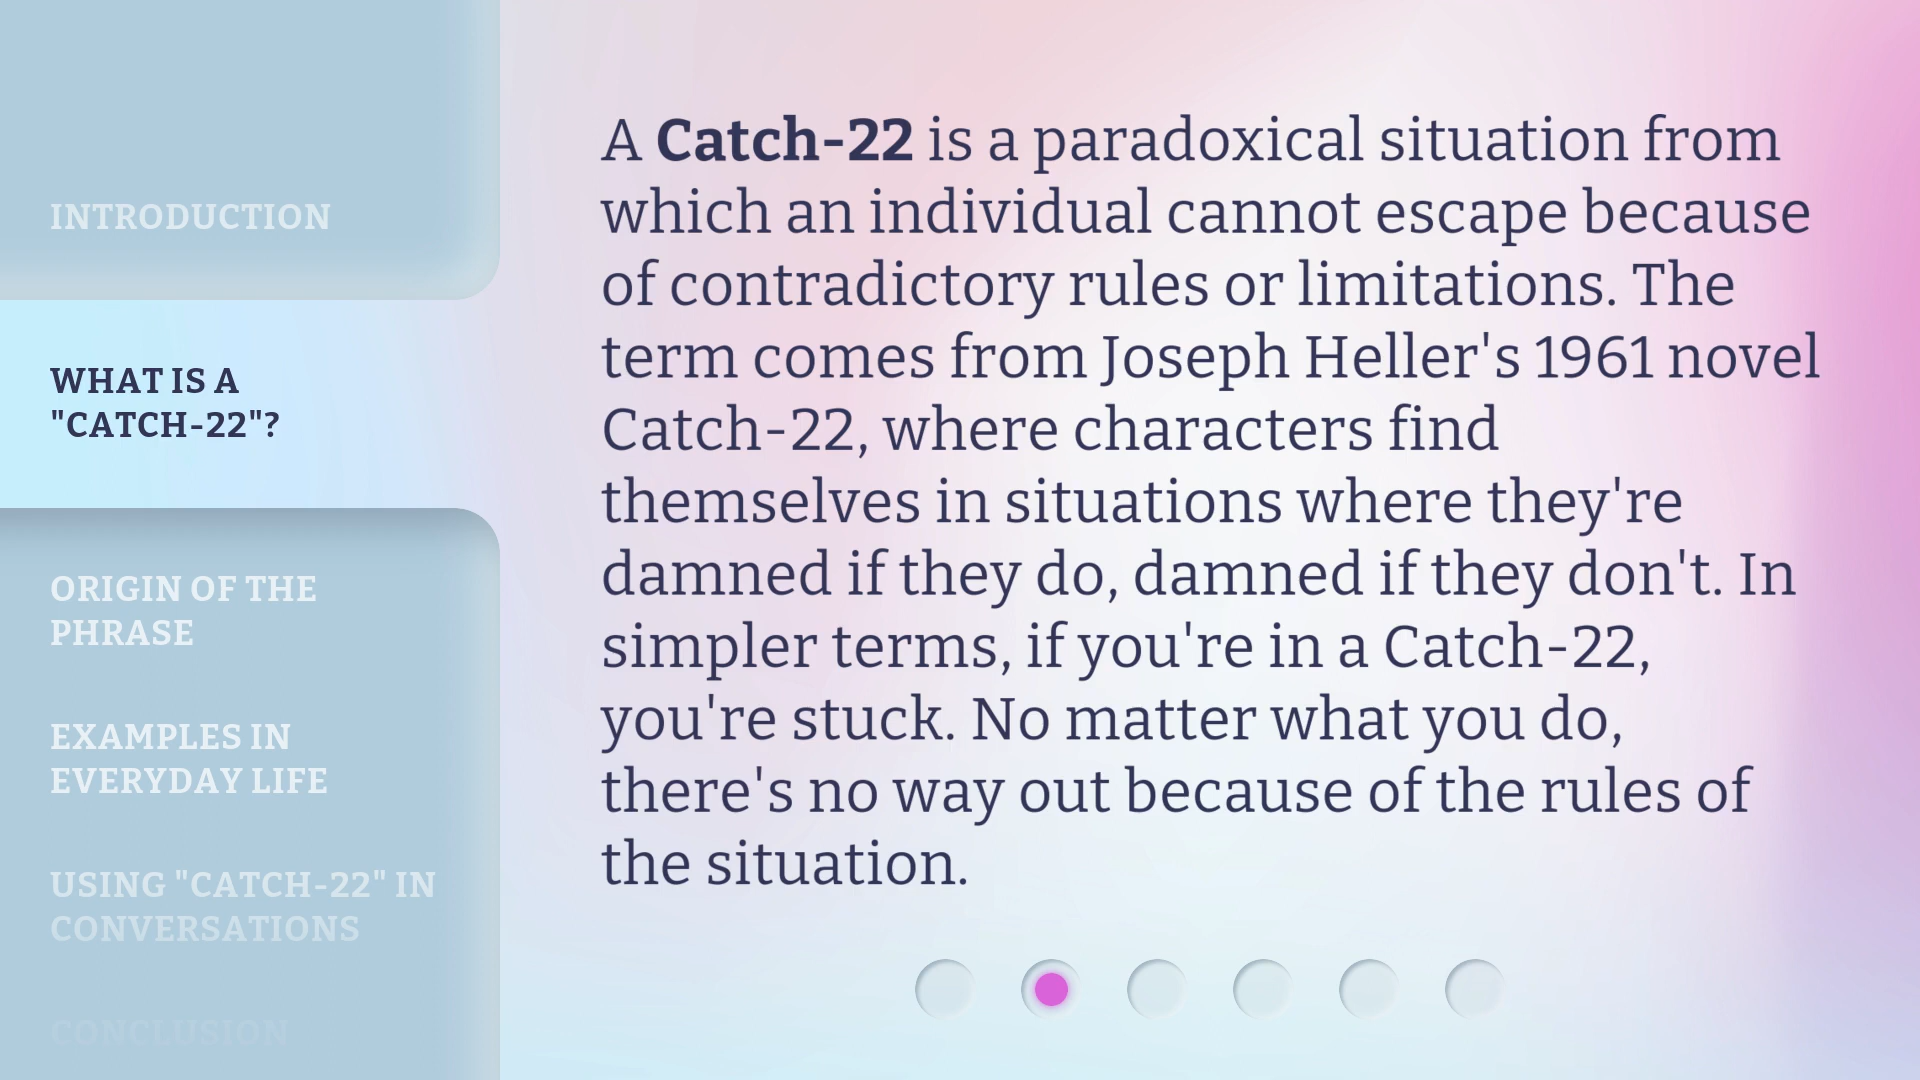 INTRODUCTION
WHAT IS A
"CATCH-22"?
ORIGIN OF THE
PHRASE
EXAMPLES IN
EVERYDAY LIFE
USING "CATCH-22" IN
CONVERSATIONS
CONCLUSION
A Catch-22 is a paradoxical situation from
which an individual cannot escape because
of contradictory rules or limitations. The
term comes from Joseph Heller's 1961 novel
Catch-22, where characters find
themselves in situations where they're
damned if they do, damned if they don't. In
simpler terms, if you're in a Catch-22,
you're stuck. No matter what you do,
there's no way out because of the rules of
the situation.